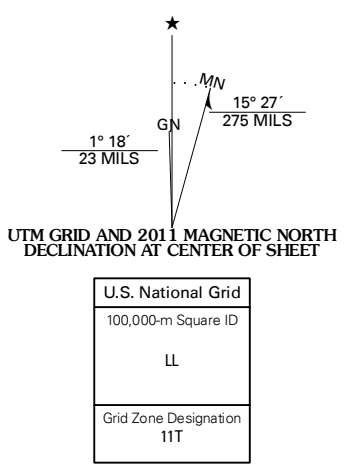 MN
15° 27´
275 MILS
GN
1° 18´
23 MILS
UTM GRID AND 2011 MAGNETIC NORTH
DECLINATION AT CENTER OF SHEET
U.S. National Grid
100,000-m Square ID
LL
Grid Zone Designation
11T